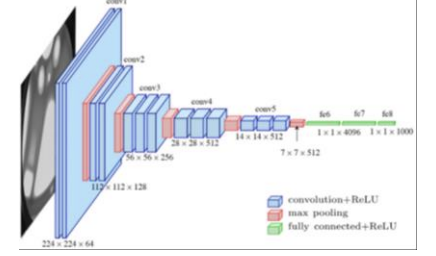 conv1
conv2
conv3
conv4
conv5
fc6
fc7
fc8
1 × 1 × 4096
1 × 1 × 1000
14 × 14 × 512
28 × 28 × 512
7 × 7 × 512
56 × 56 × 256
112 × 112 × 128
224 × 224 × 64
convolution+ReLU
max pooling
fully connected+ReLU